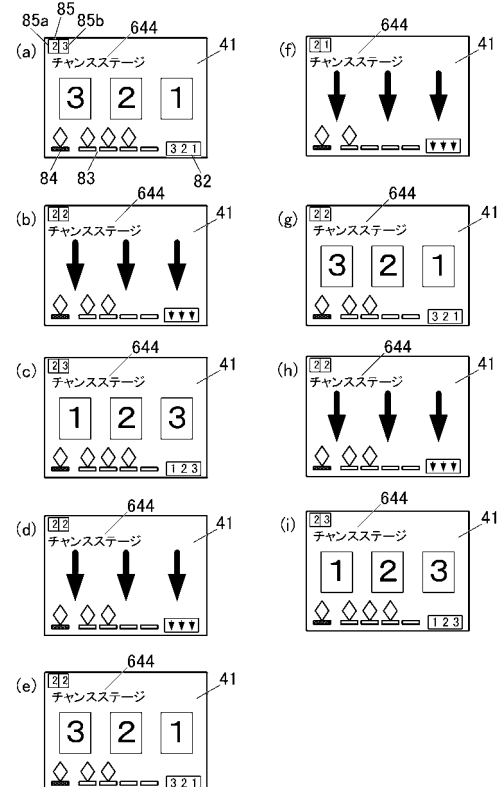 85
85a 85b 644
(a) 2 3 41
チャンスステージ
3 2 1
3 2 1
84 83 82
644
(b) 2 2 41
チャンスステージ
644
(c) 2 3 41
チャンスステージ
1 2 3
1 2 3
644
(d) 2 2 41
チャンスステージ
644
(e) 2 2 41
チャンスステージ
3 2 1
3 2 1
644
(f) 2 1 41
チャンスステージ
644
(g) 2 2 41
チャンスステージ
3 2 1
3 2 1
644
(h) 2 2 41
チャンスステージ
644
(i) 2 3 41
チャンスステージ
1 2 3
1 2 3